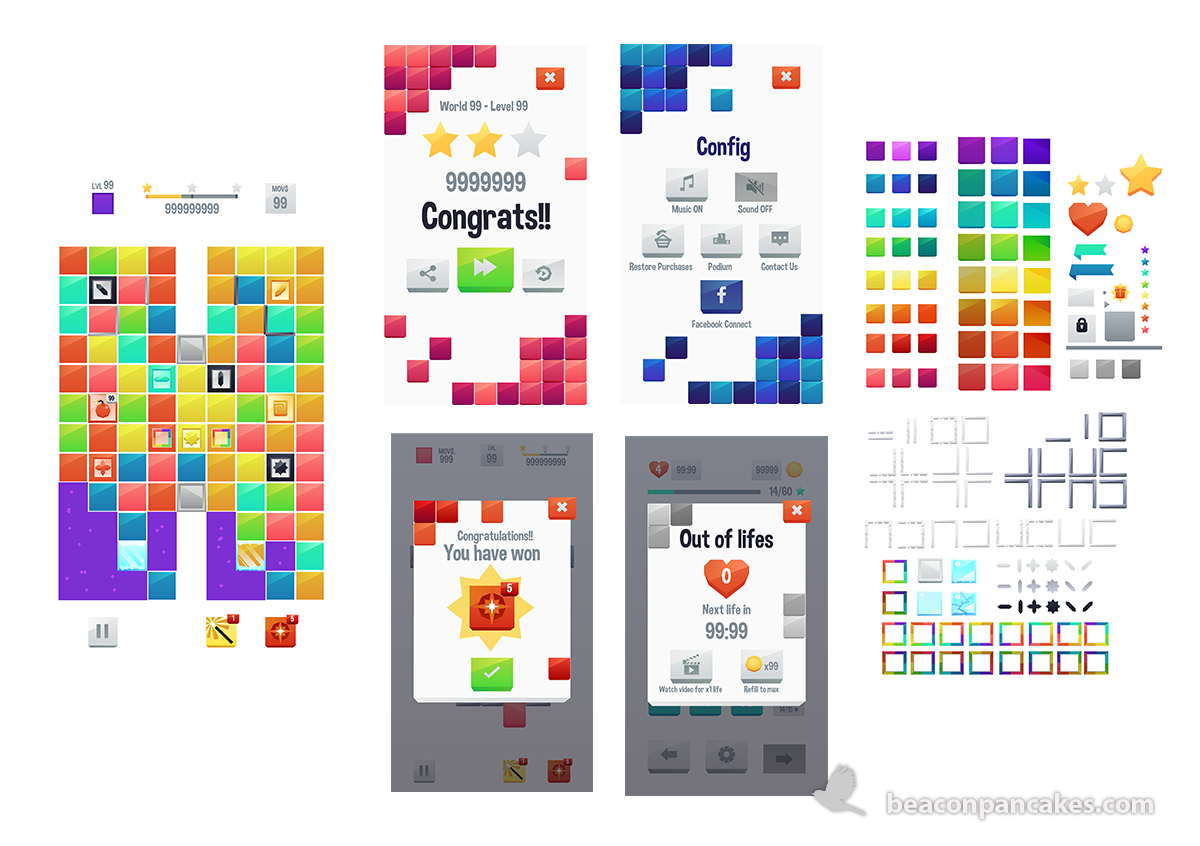 LVL 99
999999999
MOVS
99
99
1
5
World 99 - Level 99
9999999
Congrats!!
Config
Music ON
Sound OFF
Restore Purchases
Podium
Contact Us
Facebook Connect
MOVS.
999
LVL
99
999999999
Congratulations!!
You have won
5
1
5
4
99:99
99999
14/60
Out of lifes
0
Next life in
99:99
x99
Watch video for x1 life
Refill to max
beaconpancakes.com